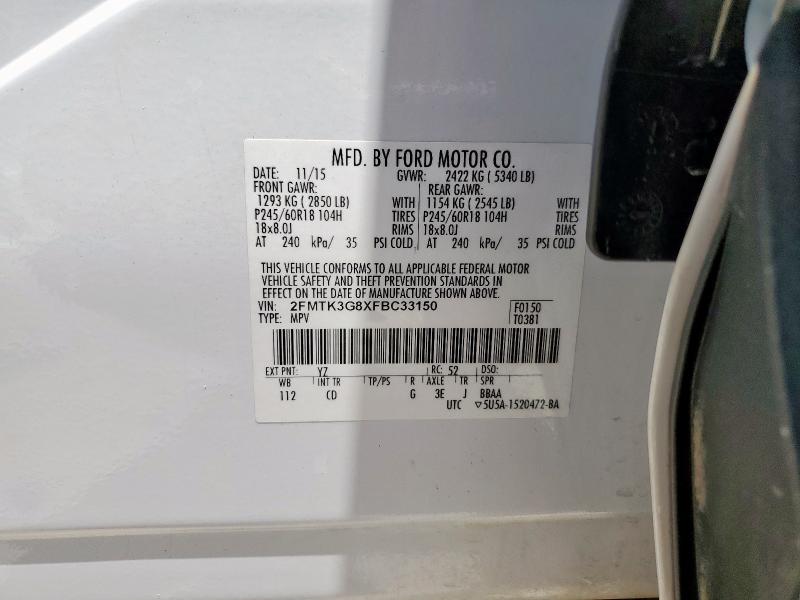 MFD. BY FORD MOTOR CO.
DATE: 11/15 GVWR: 2422 KG ( 5340 LB)
FRONT GAWR: REAR GAWR:
1293 KG ( 2850 LB) WITH 1154 KG ( 2545 LB) WITH
P245/60R18 104H TIRES P245/60R18 104H TIRES
18x8.0J RIMS 18x8.0J RIMS
AT 240 kPa/ 35 PSI COLD AT 240 kPa/ 35 PSI COLD
THIS VEHICLE CONFORMS TO ALL APPLICABLE FEDERAL MOTOR
VEHICLE SAFETY AND THEFT PREVENTION STANDARDS IN
EFFECT ON THE DATE OF MANUFACTURE SHOWN ABOVE.
VIN: 2FMTK3G8XFBC33150 F0150
TYPE: MPV T0381
EXT PNT: YZ RC: 52 DSO:
WB INT TR TP/PS R AXLE TR SPR
112 CD G 3E J BBAA
UTC ▽5U5A-1520472-BA